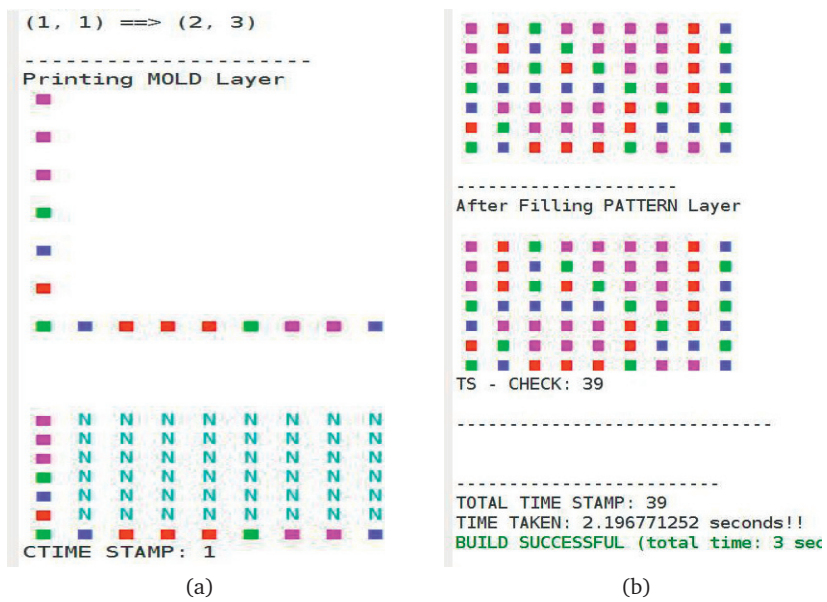 (1, 1) ==> (2, 3)
---------------------
Printing MOLD Layer
N N N N N N N N
N N N N N N N N
N N N N N N N N
N N N N N N N N
N N N N N N N N
N N N N N N N N
CTIME STAMP: 1
(a)
---------------------
After Filling PATTERN Layer
TS - CHECK: 39
------------------------------
-------------------------
TOTAL TIME STAMP: 39
TIME TAKEN: 2.196771252 seconds!!
BUILD SUCCESSFUL (total time: 3 sec
(b)